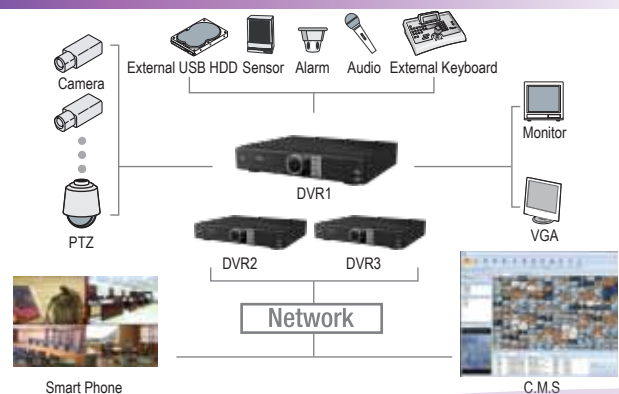 External USB HDD Sensor Alarm Audio External Keyboard
Camera
Monitor
DVR1
PTZ
VGA
DVR2 DVR3
Network
Smart Phone
C.M.S